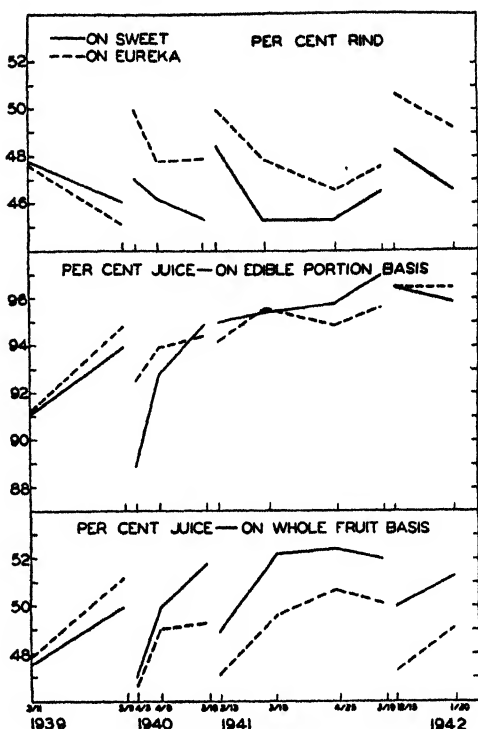 ON SWEET
ON EUREKA
PER CENT RIND
52
50
48
46
PER CENT JUICE—ON EDIBLE PORTION BASIS
96
94
92
90
88
PER CENT JUICE—ON WHOLE FRUIT BASIS
52
50
48
1939 1940 1941 1942